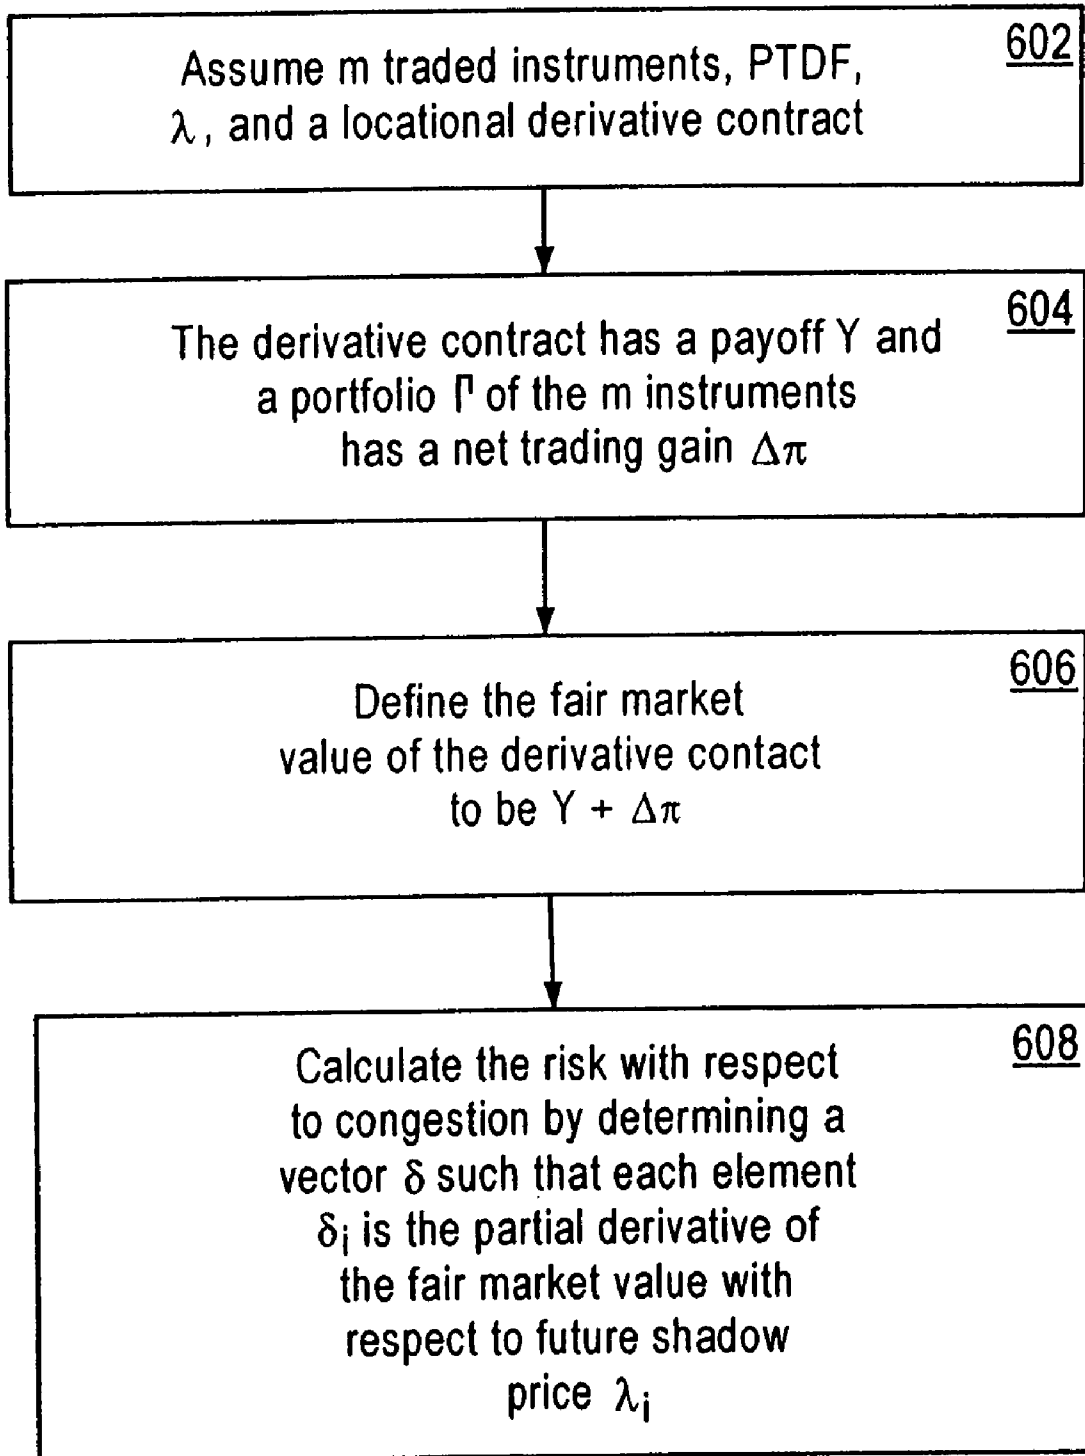 602
Assume m traded instruments, PTDF,
λ, and a locational derivative contract
604
The derivative contract has a payoff Y and
a portfolio Γ of the m instruments
has a net trading gain Δπ
606
Define the fair market
value of the derivative contact
to be Y + Δπ
608
Calculate the risk with respect
to congestion by determining a
vector δ such that each element
δi is the partial derivative of
the fair market value with
respect to future shadow
price λi